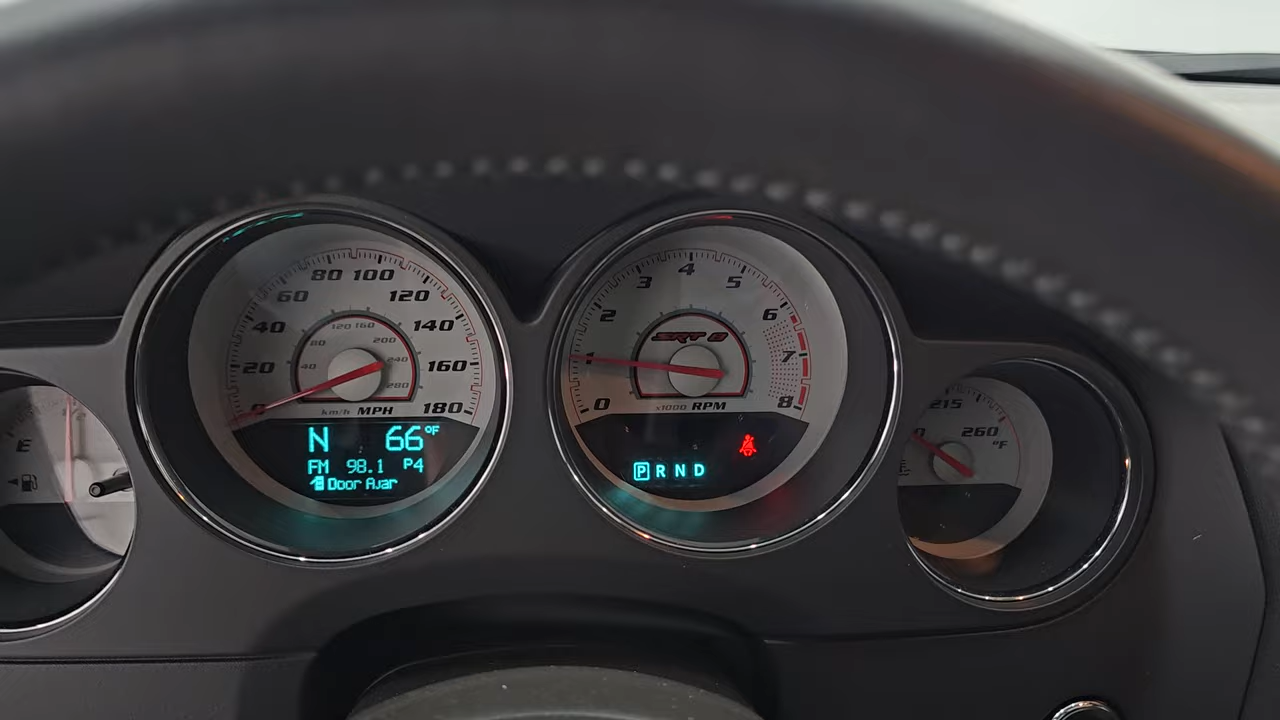 80 100
60 120
40 140
20 160
0 180
120 160
80 200
40 240
280
km/h MPH
N 66°F
FM 98.1 P4
Door Ajar
4
3 5
2 6
1 7
0 8
SRT 8
x1000 RPM
P R N D
E
215
260
°F